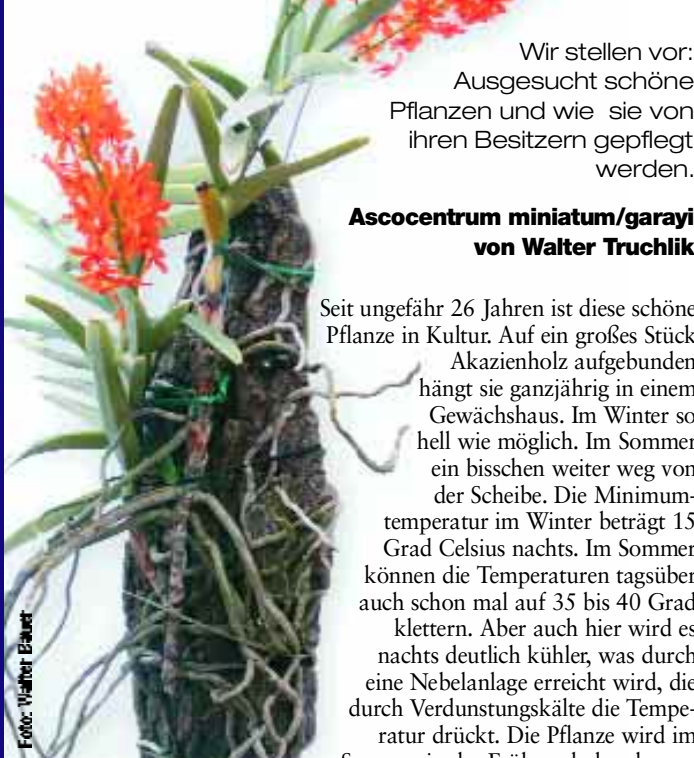 Wir stellen vor:
Ausgesucht schöne
Pflanzen und wie sie von
ihren Besitzern gepflegt
werden.
Ascocentrum miniatum/garayi
von Walter Truchlik
Seit ungefähr 26 Jahren ist diese schöne
Pflanze in Kultur. Auf ein großes Stück
Akazienholz aufgebunden
hängt sie ganzjährig in einem
Gewächshaus. Im Winter so
hell wie möglich. Im Sommer
ein bisschen weiter weg von
der Scheibe. Die Minimum-
temperatur im Winter beträgt 15
Grad Celsius nachts. Im Sommer
können die Temperaturen tagsüber
auch schon mal auf 35 bis 40 Grad
klettern. Aber auch hier wird es
nachts deutlich kühler, was durch
eine Nebelanlage erreicht wird, die
durch Verdunstungskälte die Tempe-
ratur drückt. Die Pflanze wird im
Foto: Walter Bauer